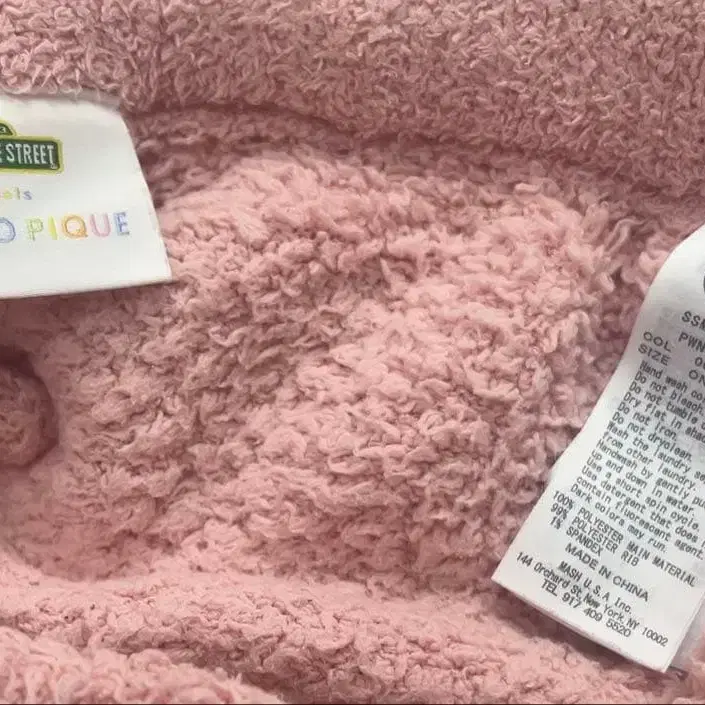 STREET
PIQUE
SSM
PWN
COL 0
SIZE ON
Hand wash co
Do not bleach
Do not tumble
Dry flat in sha
Do not iron
Do not dryclean
Wash the laundry se
from other laundry.
Handwash by gently pu
up and down in water.
Use a short spin cycle.
Use detergent that does
contain fluorescent agent
Dark colors may run.
100% POLYESTER MAIN MATERIAL
99% POLYESTER RIB
1% SPANDEX
MADE IN CHINA
MASH U.S.A. Inc.
144 Orchard St, New York, NY 10002
TEL 917 409 5520